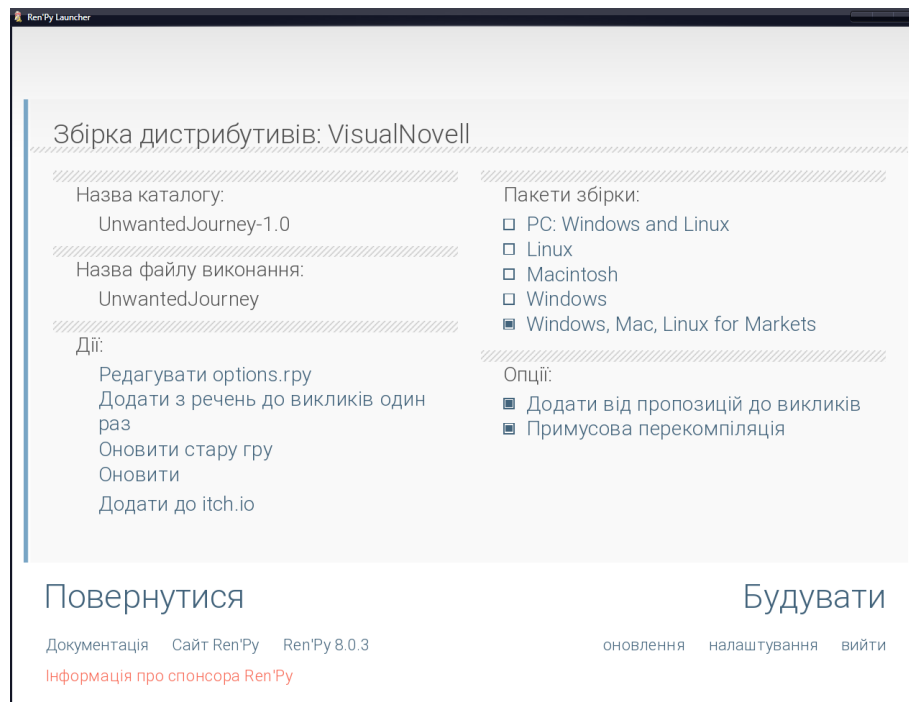 Ren'Py Launcher
Збірка дистрибутивів: VisualNovell
Назва каталогу:
UnwantedJourney-1.0
Назва файлу виконання:
UnwantedJourney
Дії:
Редагувати options.rpy
Додати з речень до викликів один
раз
Оновити стару гру
Оновити
Додати до itch.io
Пакети збірки:
PC: Windows and Linux
Linux
Macintosh
Windows
Windows, Mac, Linux for Markets
Опції:
Додати від пропозицій до викликів
Примусова перекомпіляція
Повернутися
Будувати
Документація Сайт Ren'Py Ren'Py 8.0.3
оновлення налаштування вийти
Інформація про спонсора Ren'Py